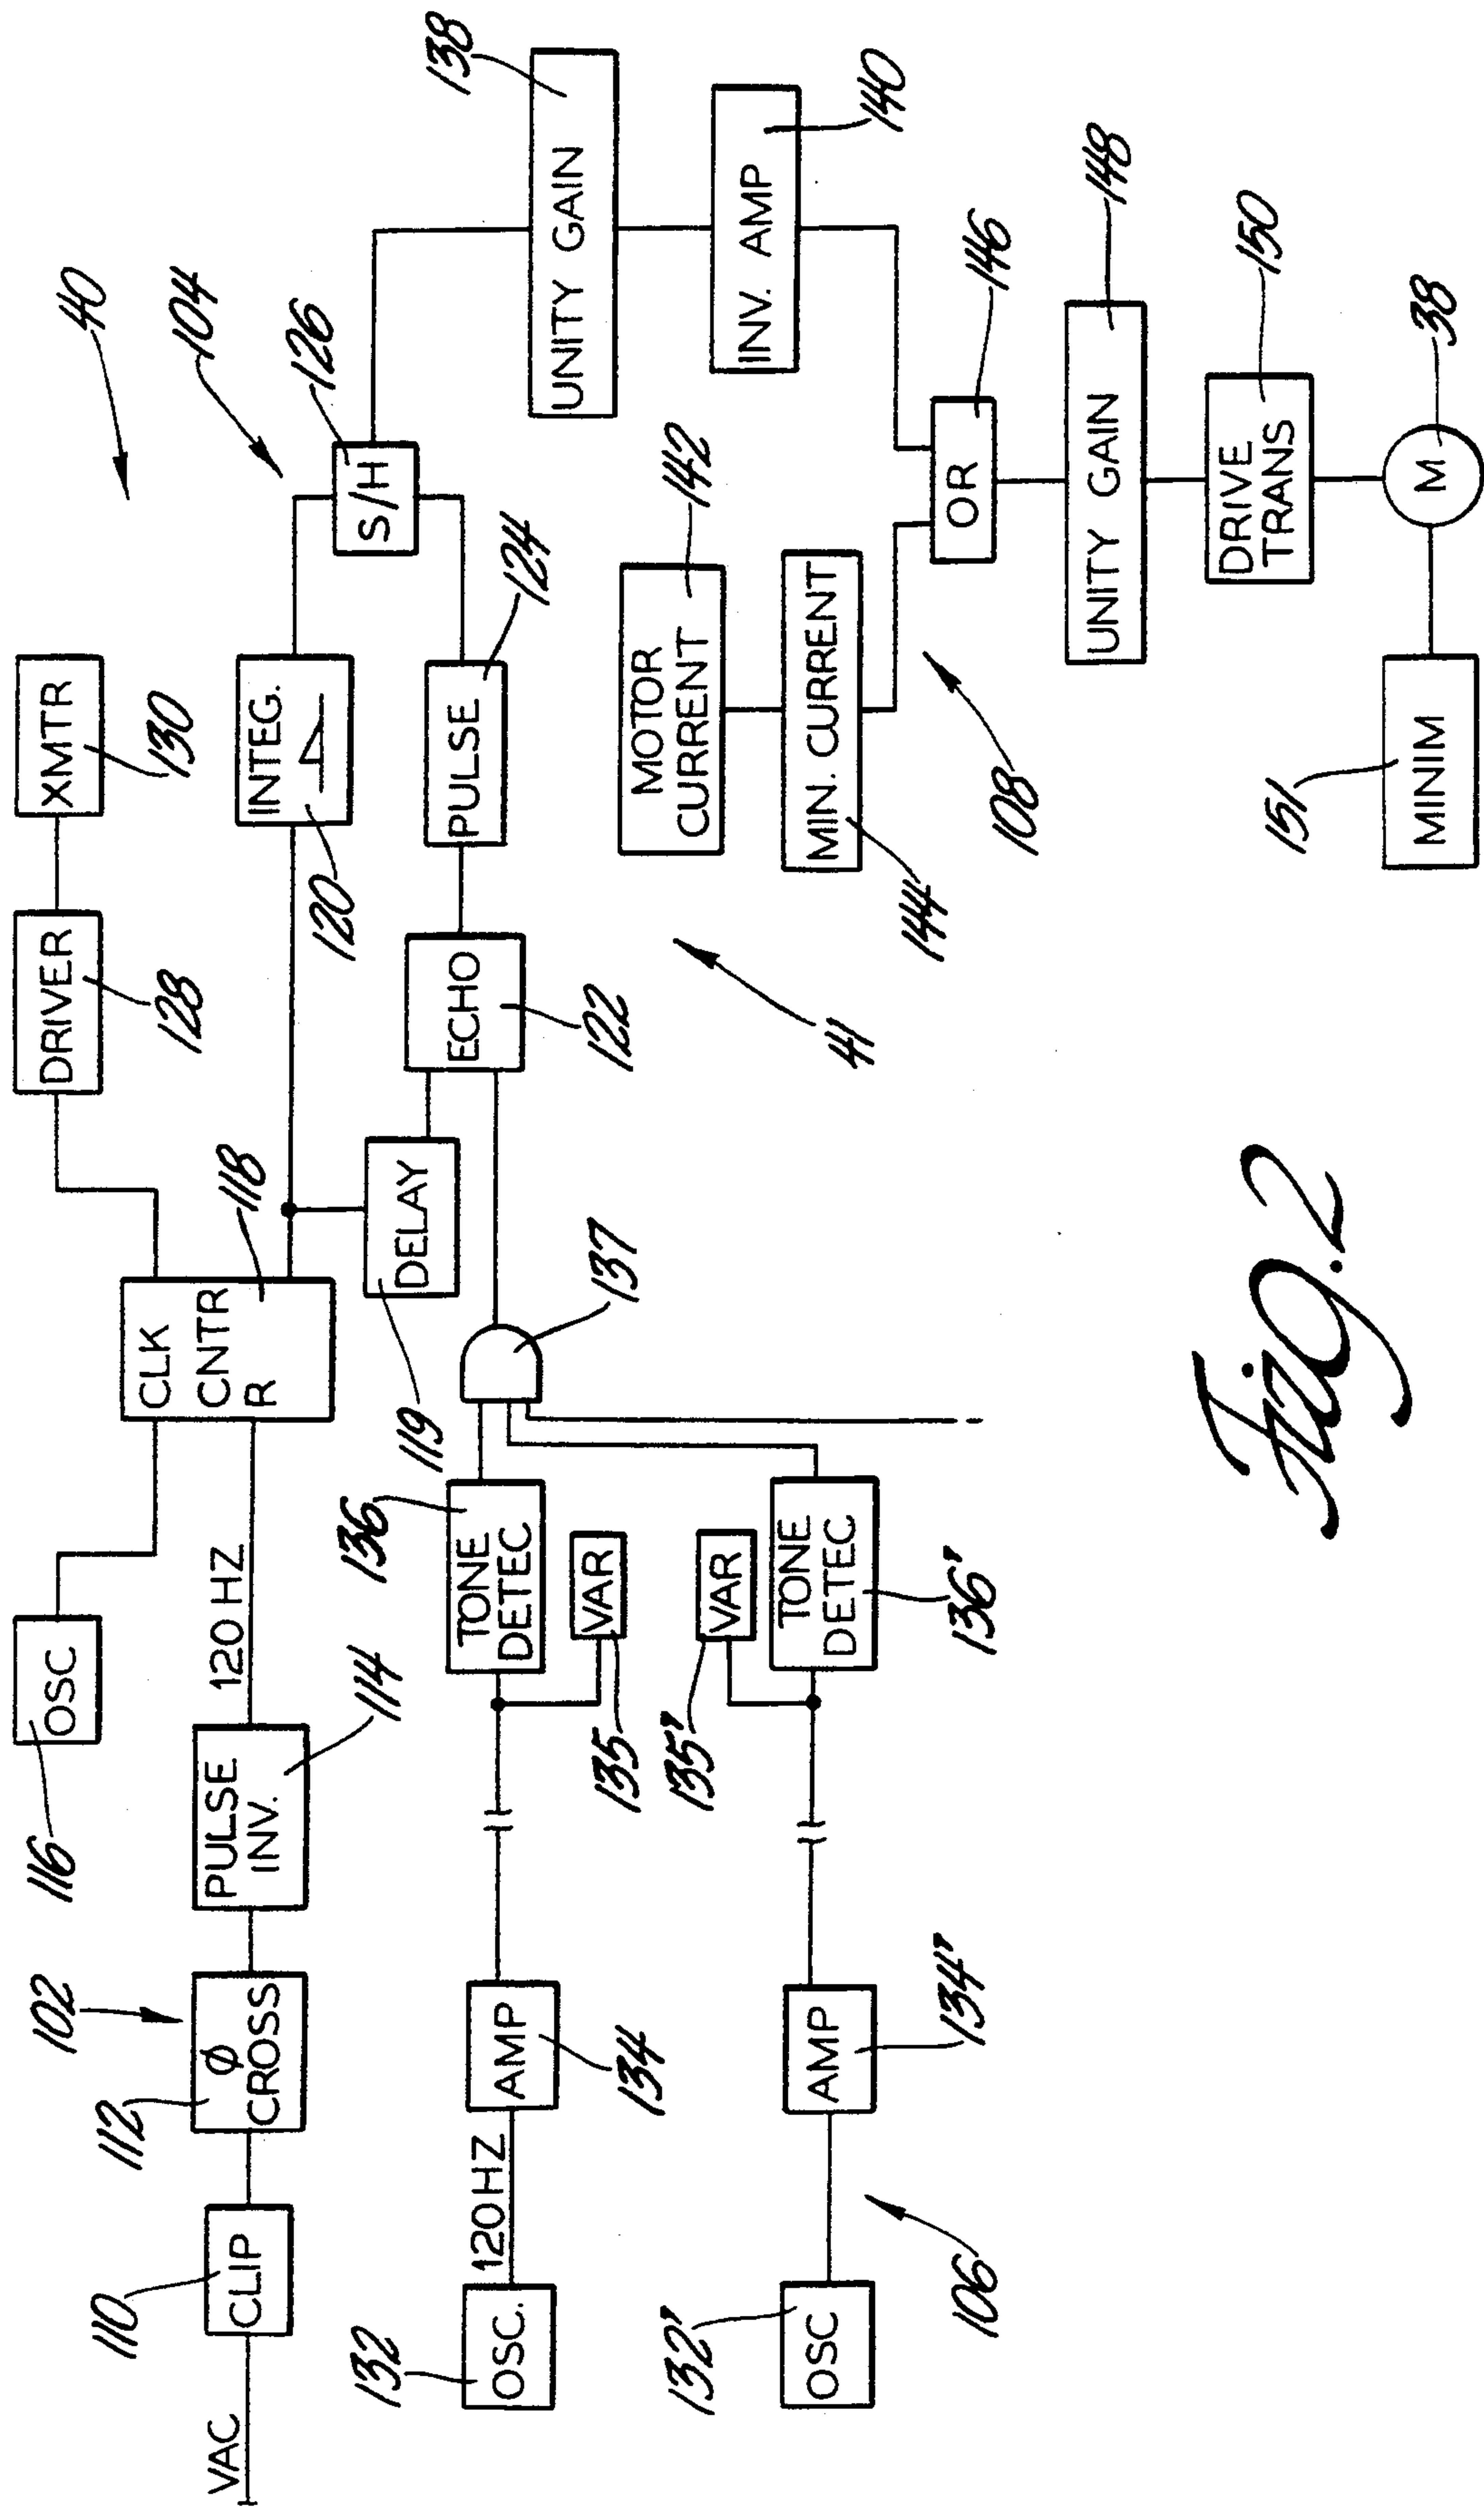 40
104
102
116
OSC
DRIVER
128
XMTR
130
VAC
110
CLIP
112
Ø
CROSS
PULSE
INV.
114
120 HZ
CLK
CNTR
R
118
INTEG.
120
S/H
126
119
DELAY
ECHO
122
PULSE
124
138
UNITY GAIN
132
OSC.
120HZ
AMP
134
136
TONE
DETEC
VAR
135
137
41
MOTOR
CURRENT
142
INV. AMP
140
132'
OSC
AMP
134'
135'
VAR
TONE
DETEC
136'
MIN. CURRENT
144
OR
146
106
108
UNITY GAIN
148
DRIVE
TRANS
150
151
MINIM
M
38
Fig. 2